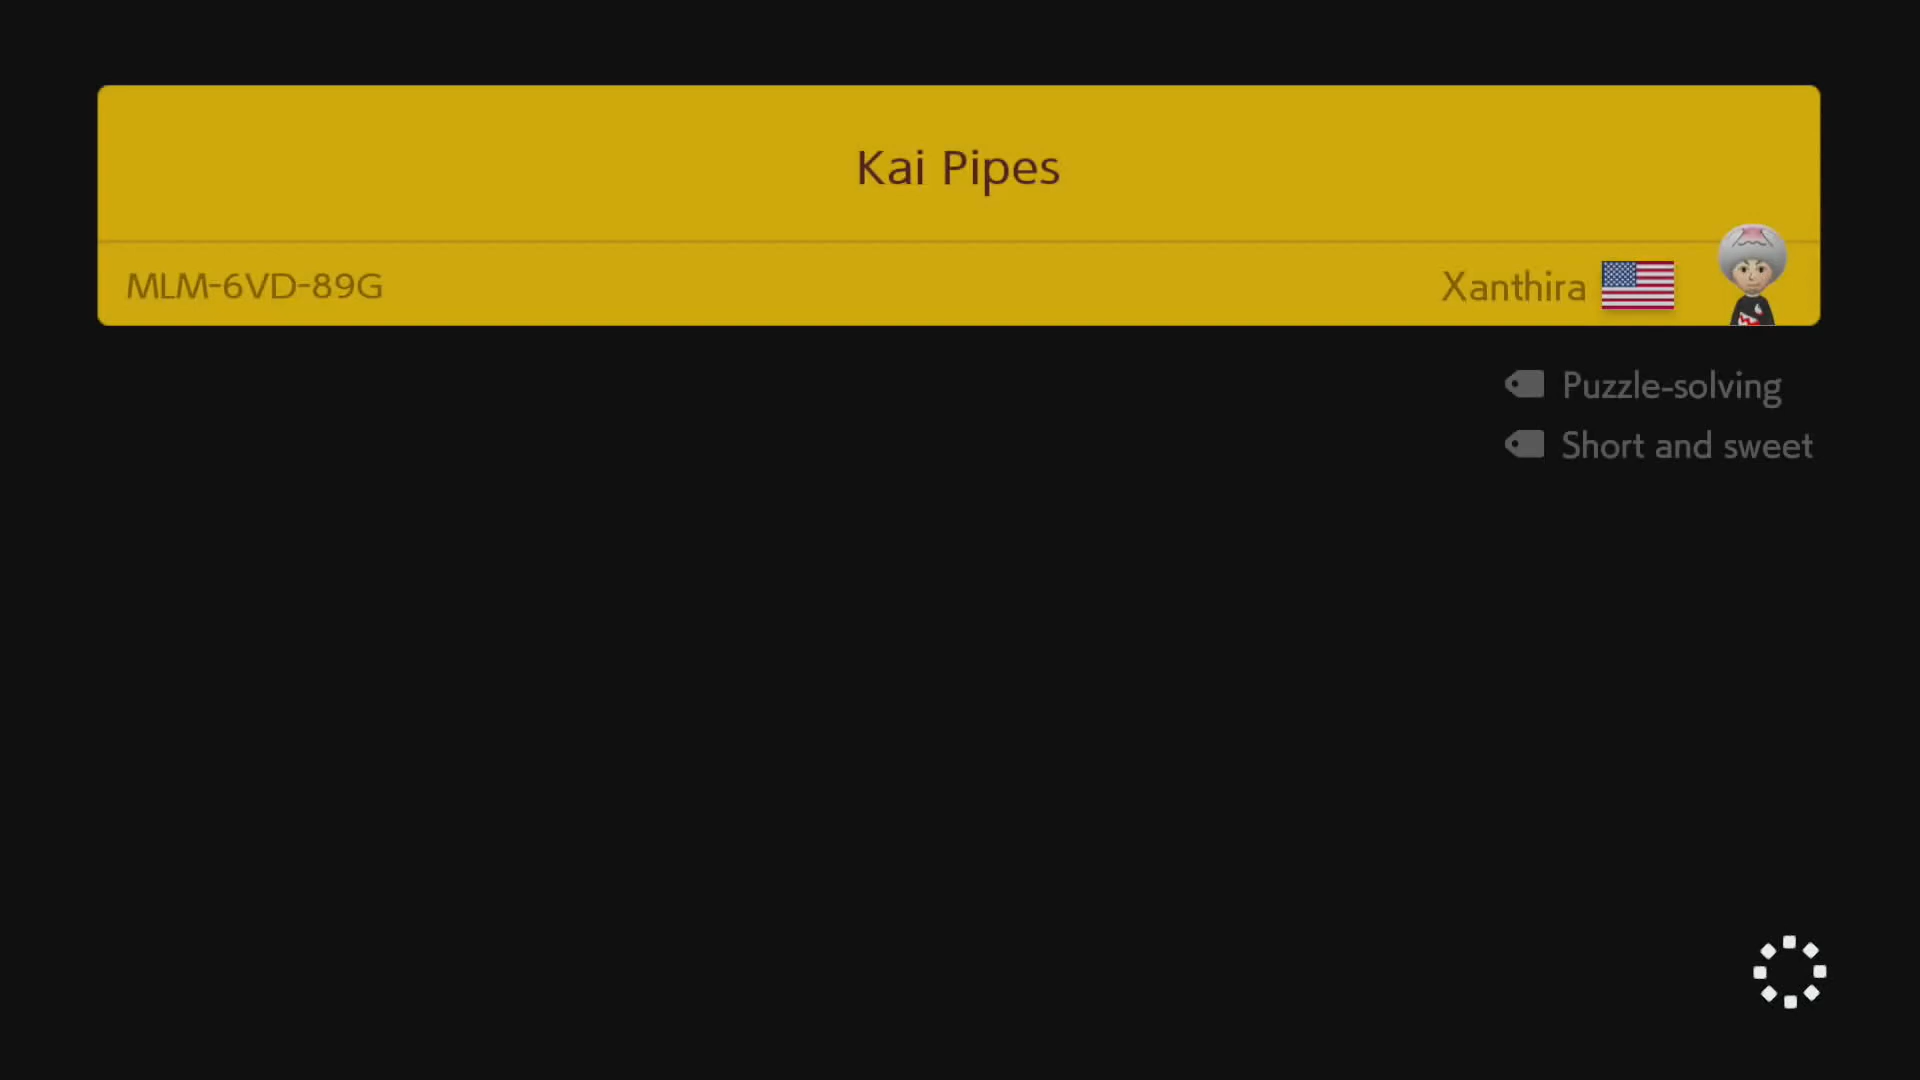 Kai Pipes
MLM-6VD-89G
Xanthira
Puzzle-solving
Short and sweet